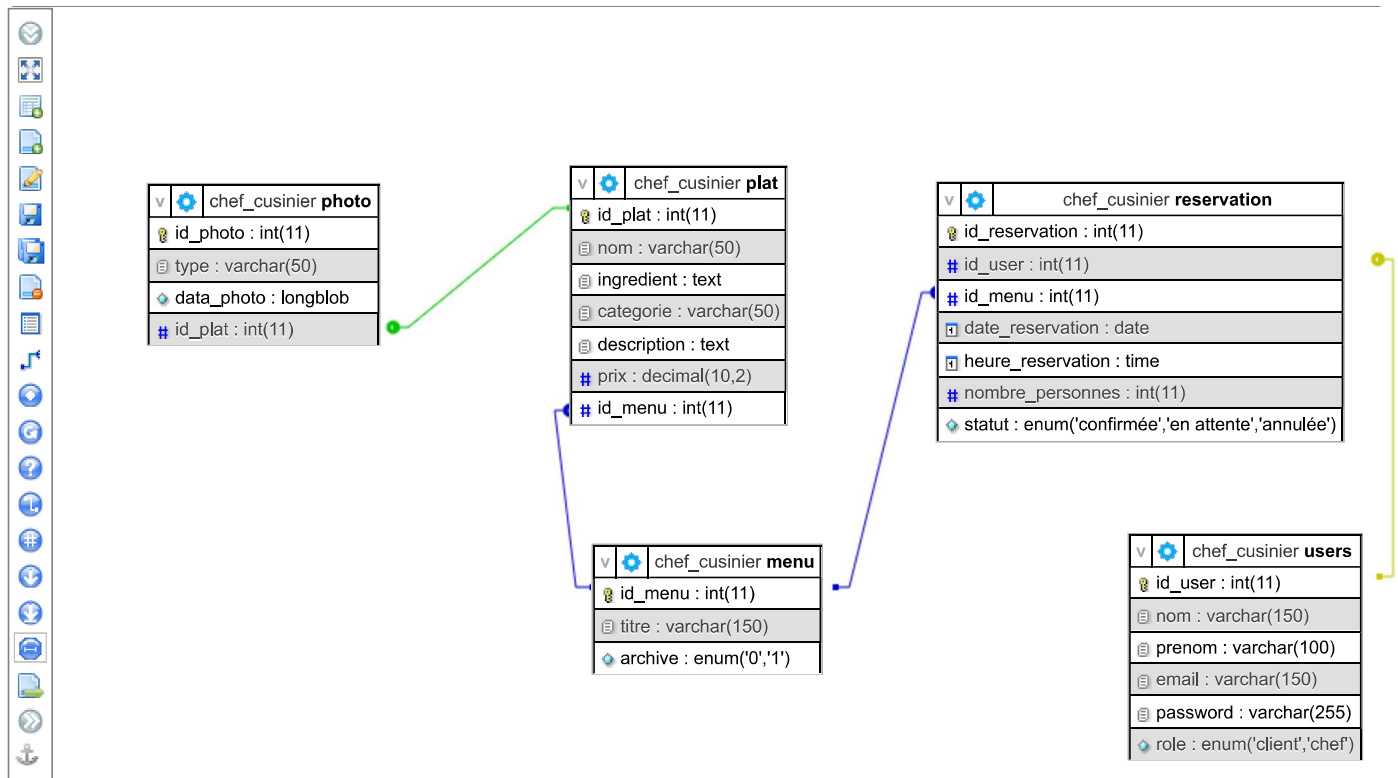 v chef_cusinier photo
id_photo : int(11)
type : varchar(50)
data_photo : longblob
# id_plat : int(11)
v chef_cusinier plat
id_plat : int(11)
nom : varchar(50)
ingredient : text
categorie : varchar(50)
description : text
# prix : decimal(10,2)
# id_menu : int(11)
v chef_cusinier reservation
id_reservation : int(11)
# id_user : int(11)
# id_menu : int(11)
date_reservation : date
heure_reservation : time
# nombre_personnes : int(11)
statut : enum('confirmée','en attente','annulée')
v chef_cusinier menu
id_menu : int(11)
titre : varchar(150)
archive : enum('0','1')
v chef_cusinier users
id_user : int(11)
nom : varchar(150)
prenom : varchar(100)
email : varchar(150)
password : varchar(255)
role : enum('client','chef')